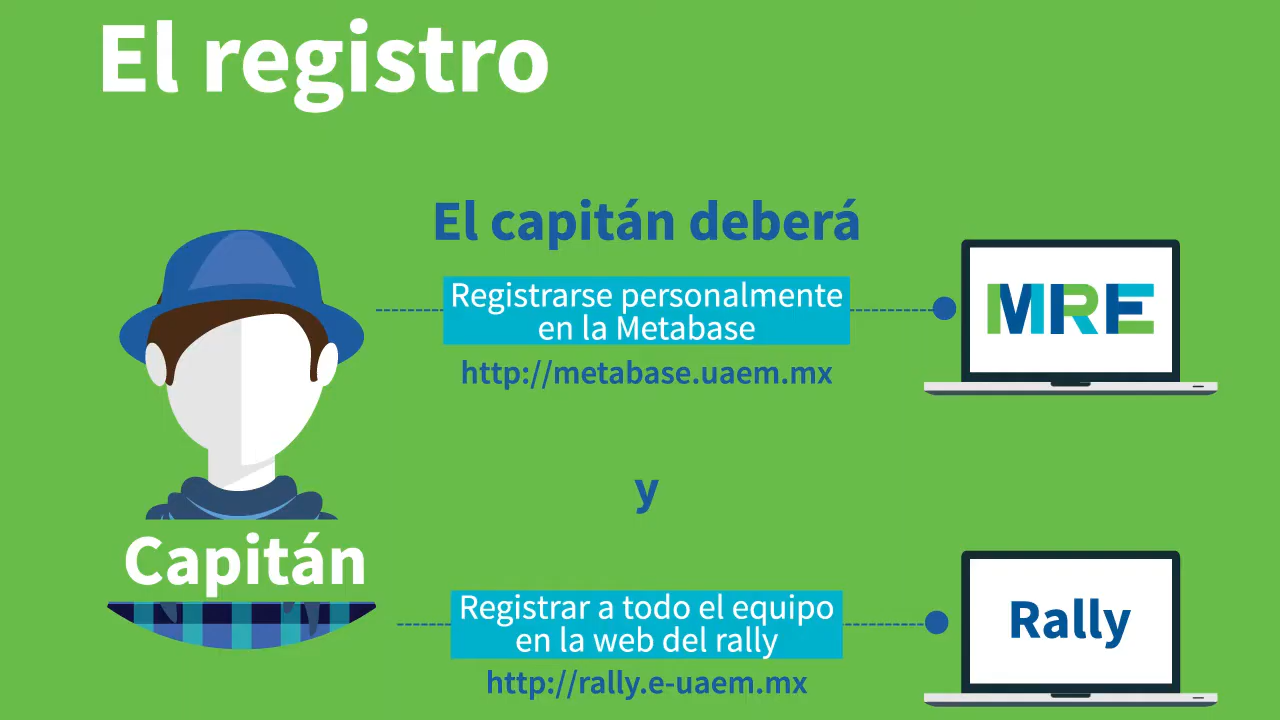 El registro
El capitán deberá
Registrarse personalmente
en la Metabase
http://metabase.uaem.mx
MRE
y
Capitán
Registrar a todo el equipo
en la web del rally
http://rally.e-uaem.mx
Rally